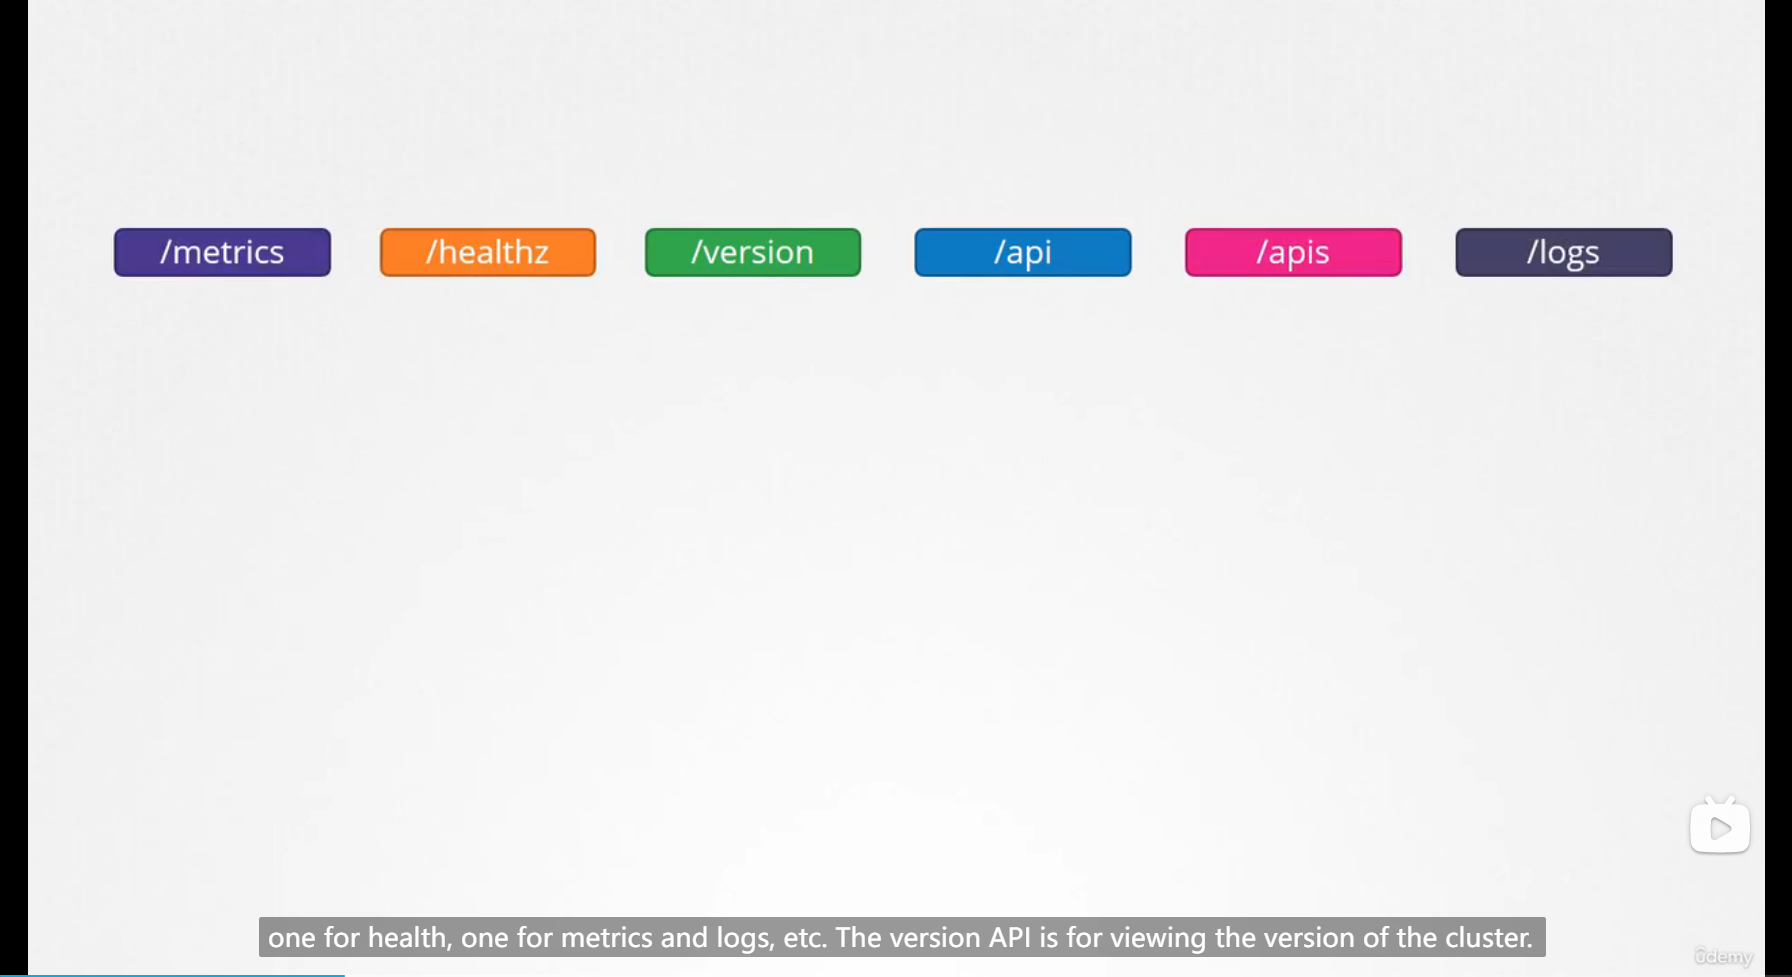 /metrics
/healthz
/version
/api
/apis
/logs
one for health, one for metrics and logs, etc. The version API is for viewing the version of the cluster.
ûdemy